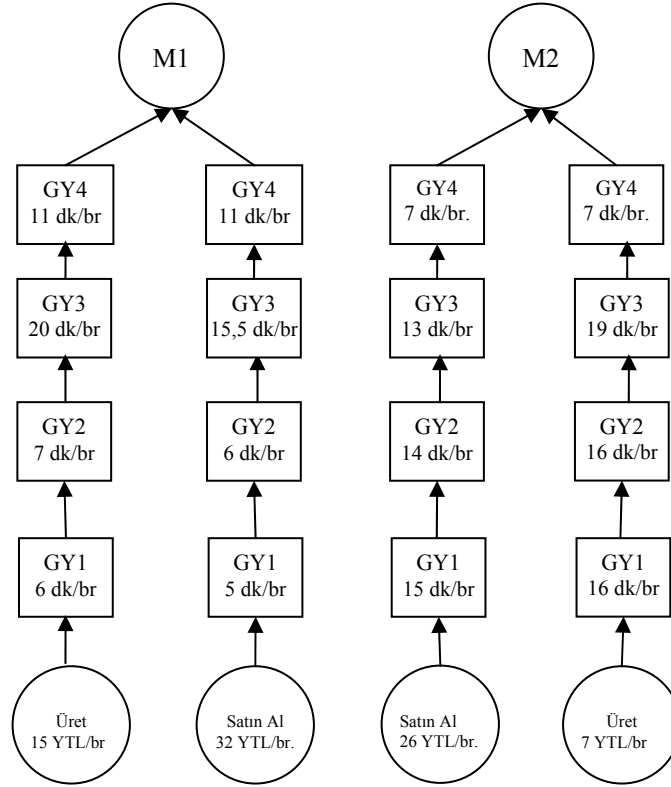 M1
M2
GY4
11 dk/br
GY4
11 dk/br
GY4
7 dk/br.
GY4
7 dk/br.
GY3
20 dk/br
GY3
15,5 dk/br
GY3
13 dk/br
GY3
19 dk/br
GY2
7 dk/br
GY2
6 dk/br
GY2
14 dk/br
GY2
16 dk/br
GY1
6 dk/br
GY1
5 dk/br
GY1
15 dk/br
GY1
16 dk/br
Üret
15 YTL/br
Satın Al
32 YTL/br.
Satın Al
26 YTL/br.
Üret
7 YTL/br